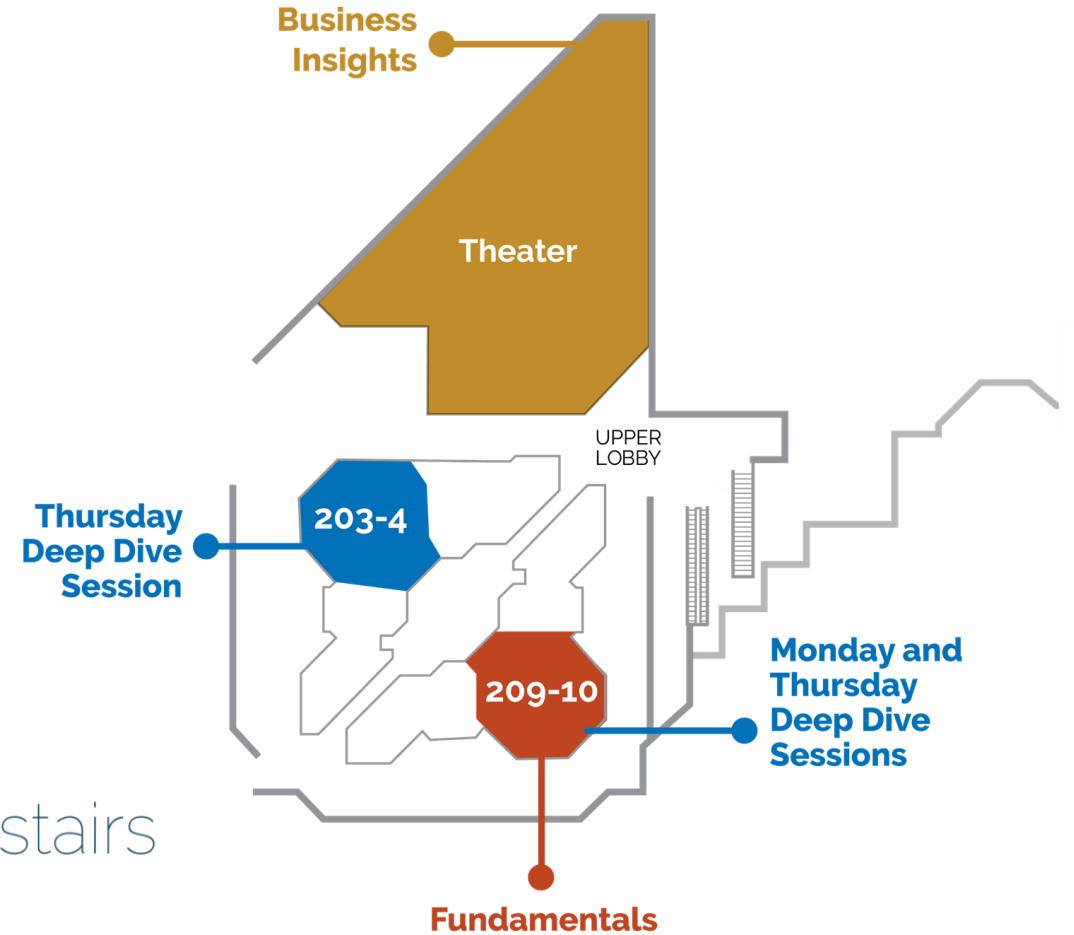 Business
Insights
Theater
UPPER
LOBBY
203-4
Thursday
Deep Dive
Session
209-10
Monday and
Thursday
Deep Dive
Sessions
stairs
Fundamentals